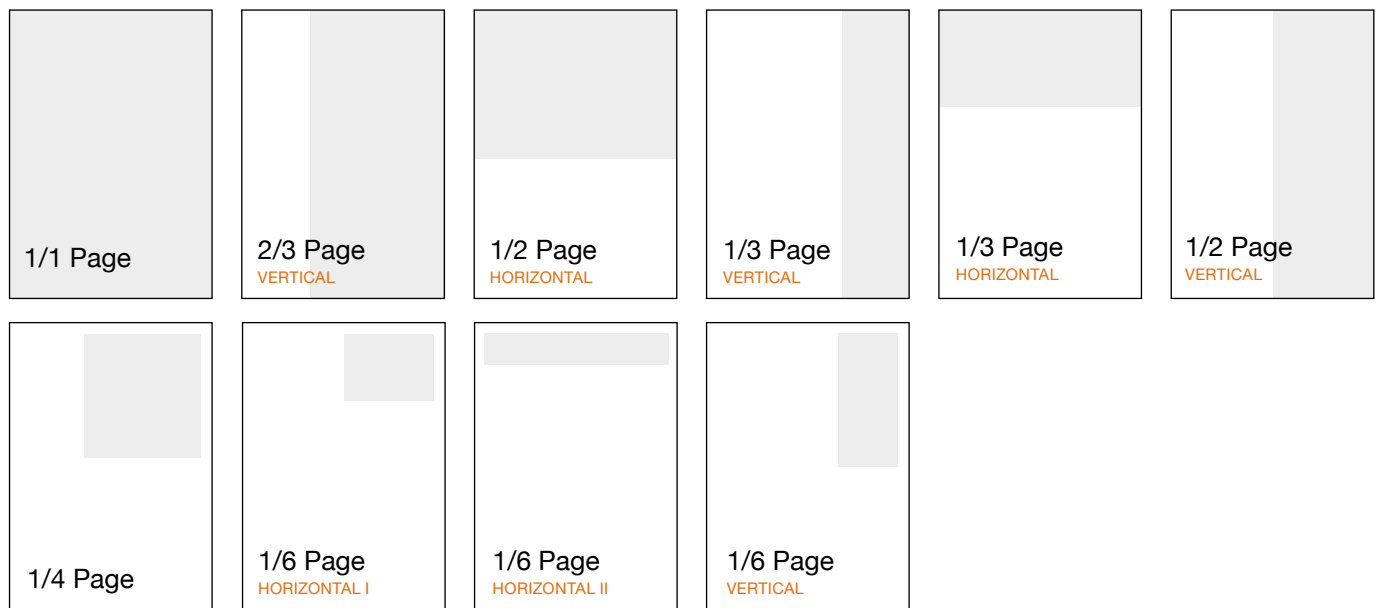 1/1 Page
2/3 Page
VERTICAL
1/2 Page
HORIZONTAL
1/3 Page
VERTICAL
1/3 Page
HORIZONTAL
1/2 Page
VERTICAL
1/4 Page
1/6 Page
HORIZONTAL I
1/6 Page
HORIZONTAL II
1/6 Page
VERTICAL